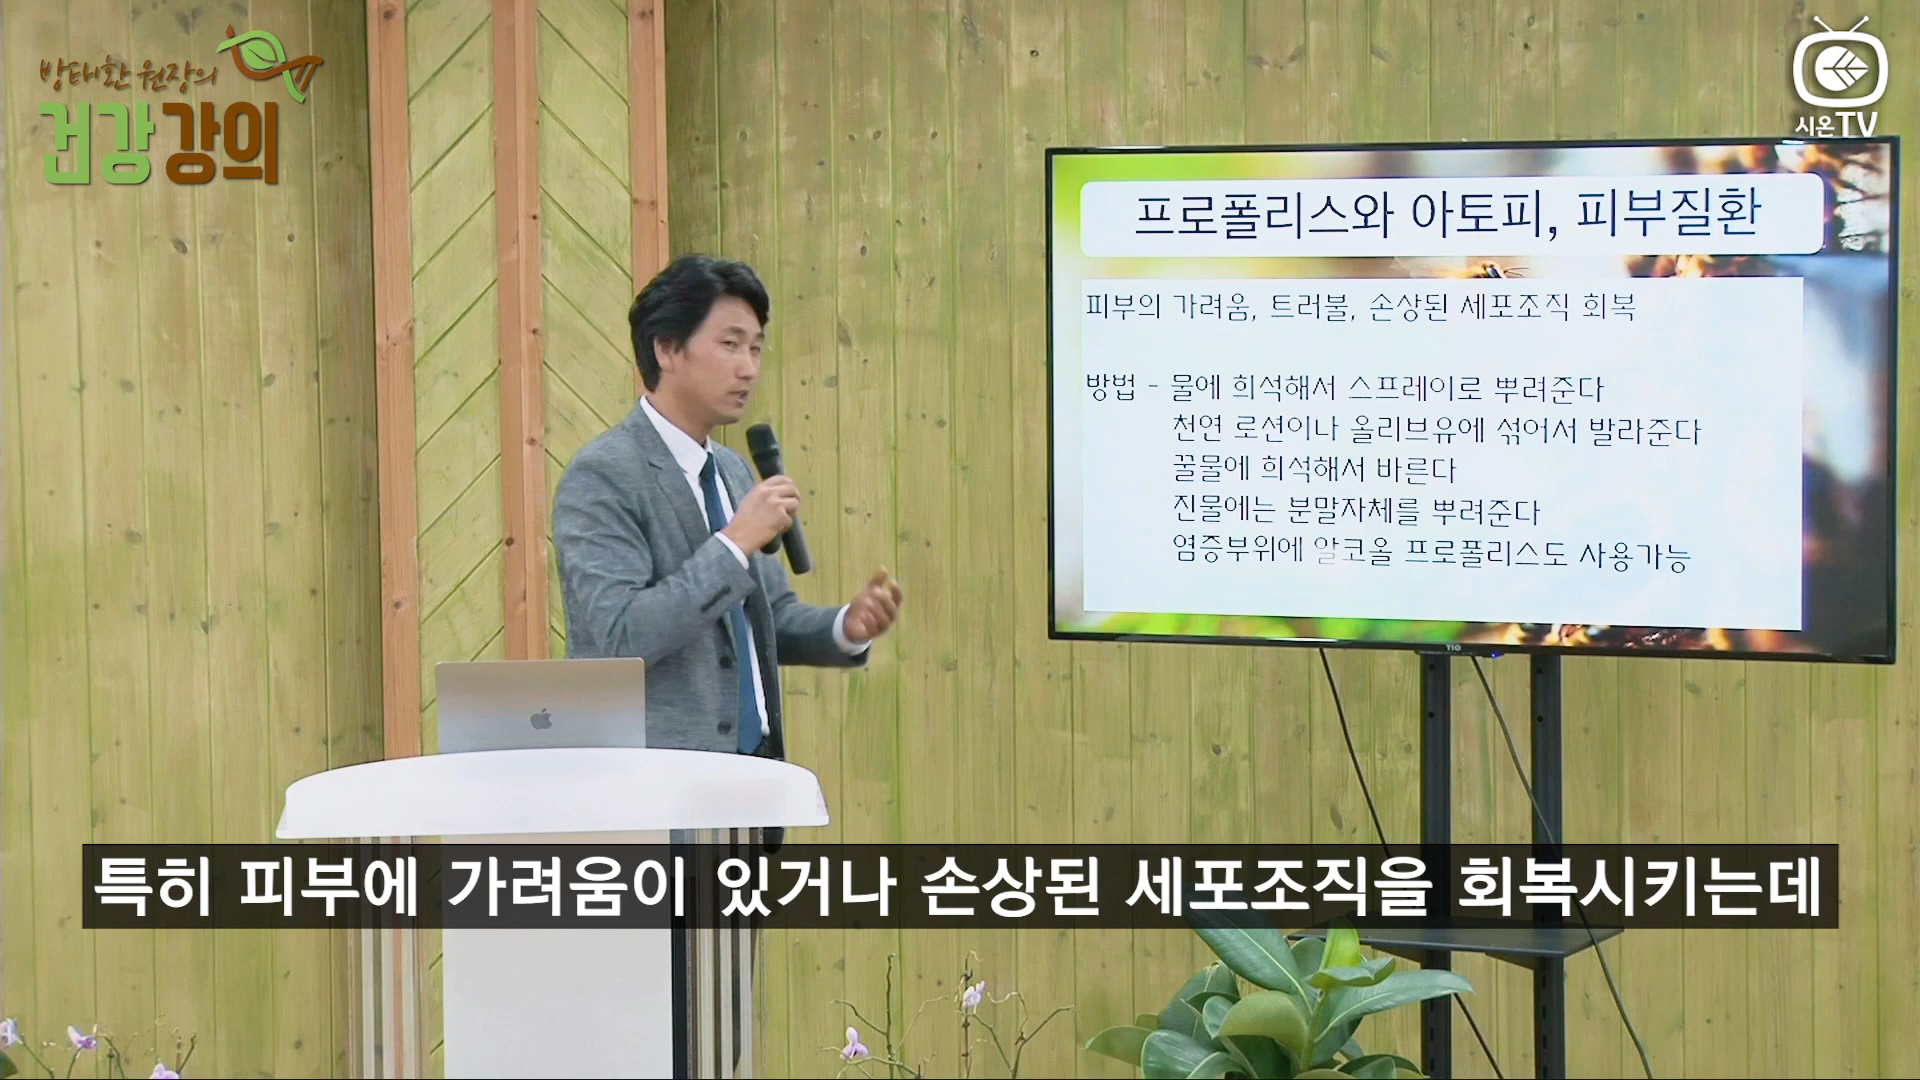 방태환 원장의
건강강의
시온TV
프로폴리스와 아토피, 피부질환
피부의 가려움, 트러블, 손상된 세포조직 회복
방법 - 물에 희석해서 스프레이로 뿌려준다
천연 로션이나 올리브유에 섞어서 발라준다
꿀물에 희석해서 바른다
진물에는 분말자체를 뿌려준다
염증부위에 알코올 프로폴리스도 사용가능
특히 피부에 가려움이 있거나 손상된 세포조직을 회복시키는데